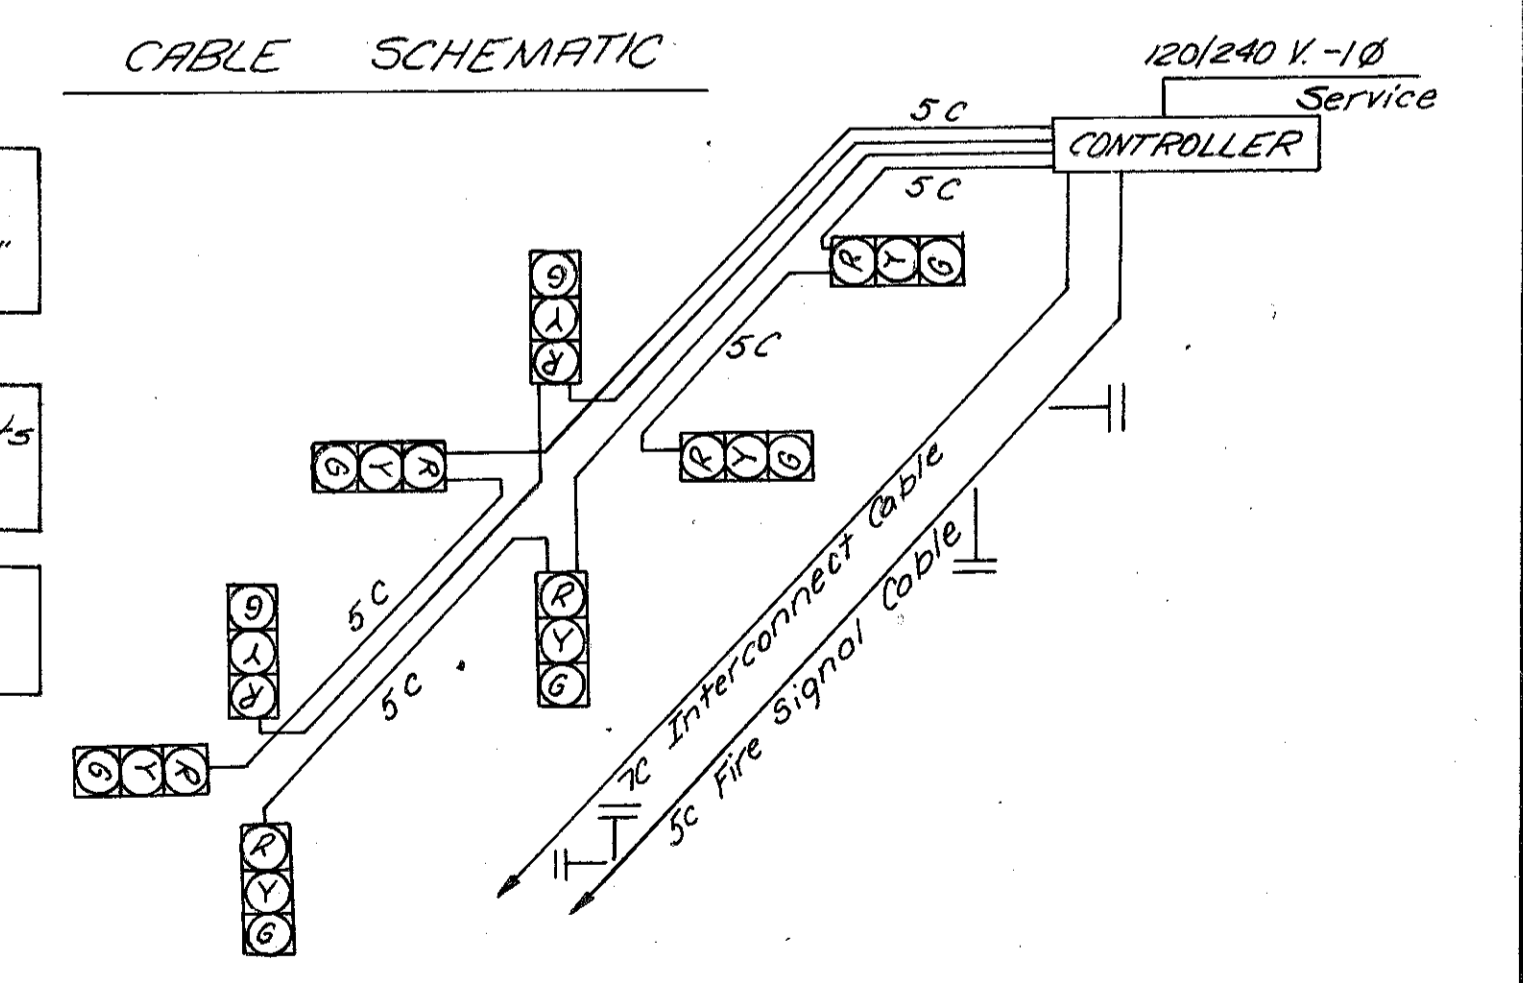 CABLE SCHEMATIC
120/240 V. -1Ø
Service
5C
CONTROLLER
5C
R Y G
G
Y
R
5C
G Y R
R Y G
R
Y
G
5C
G
Y
R
5C
G Y R
R
Y
G
7C Interconnect Cable
5C Fire Signal Cable